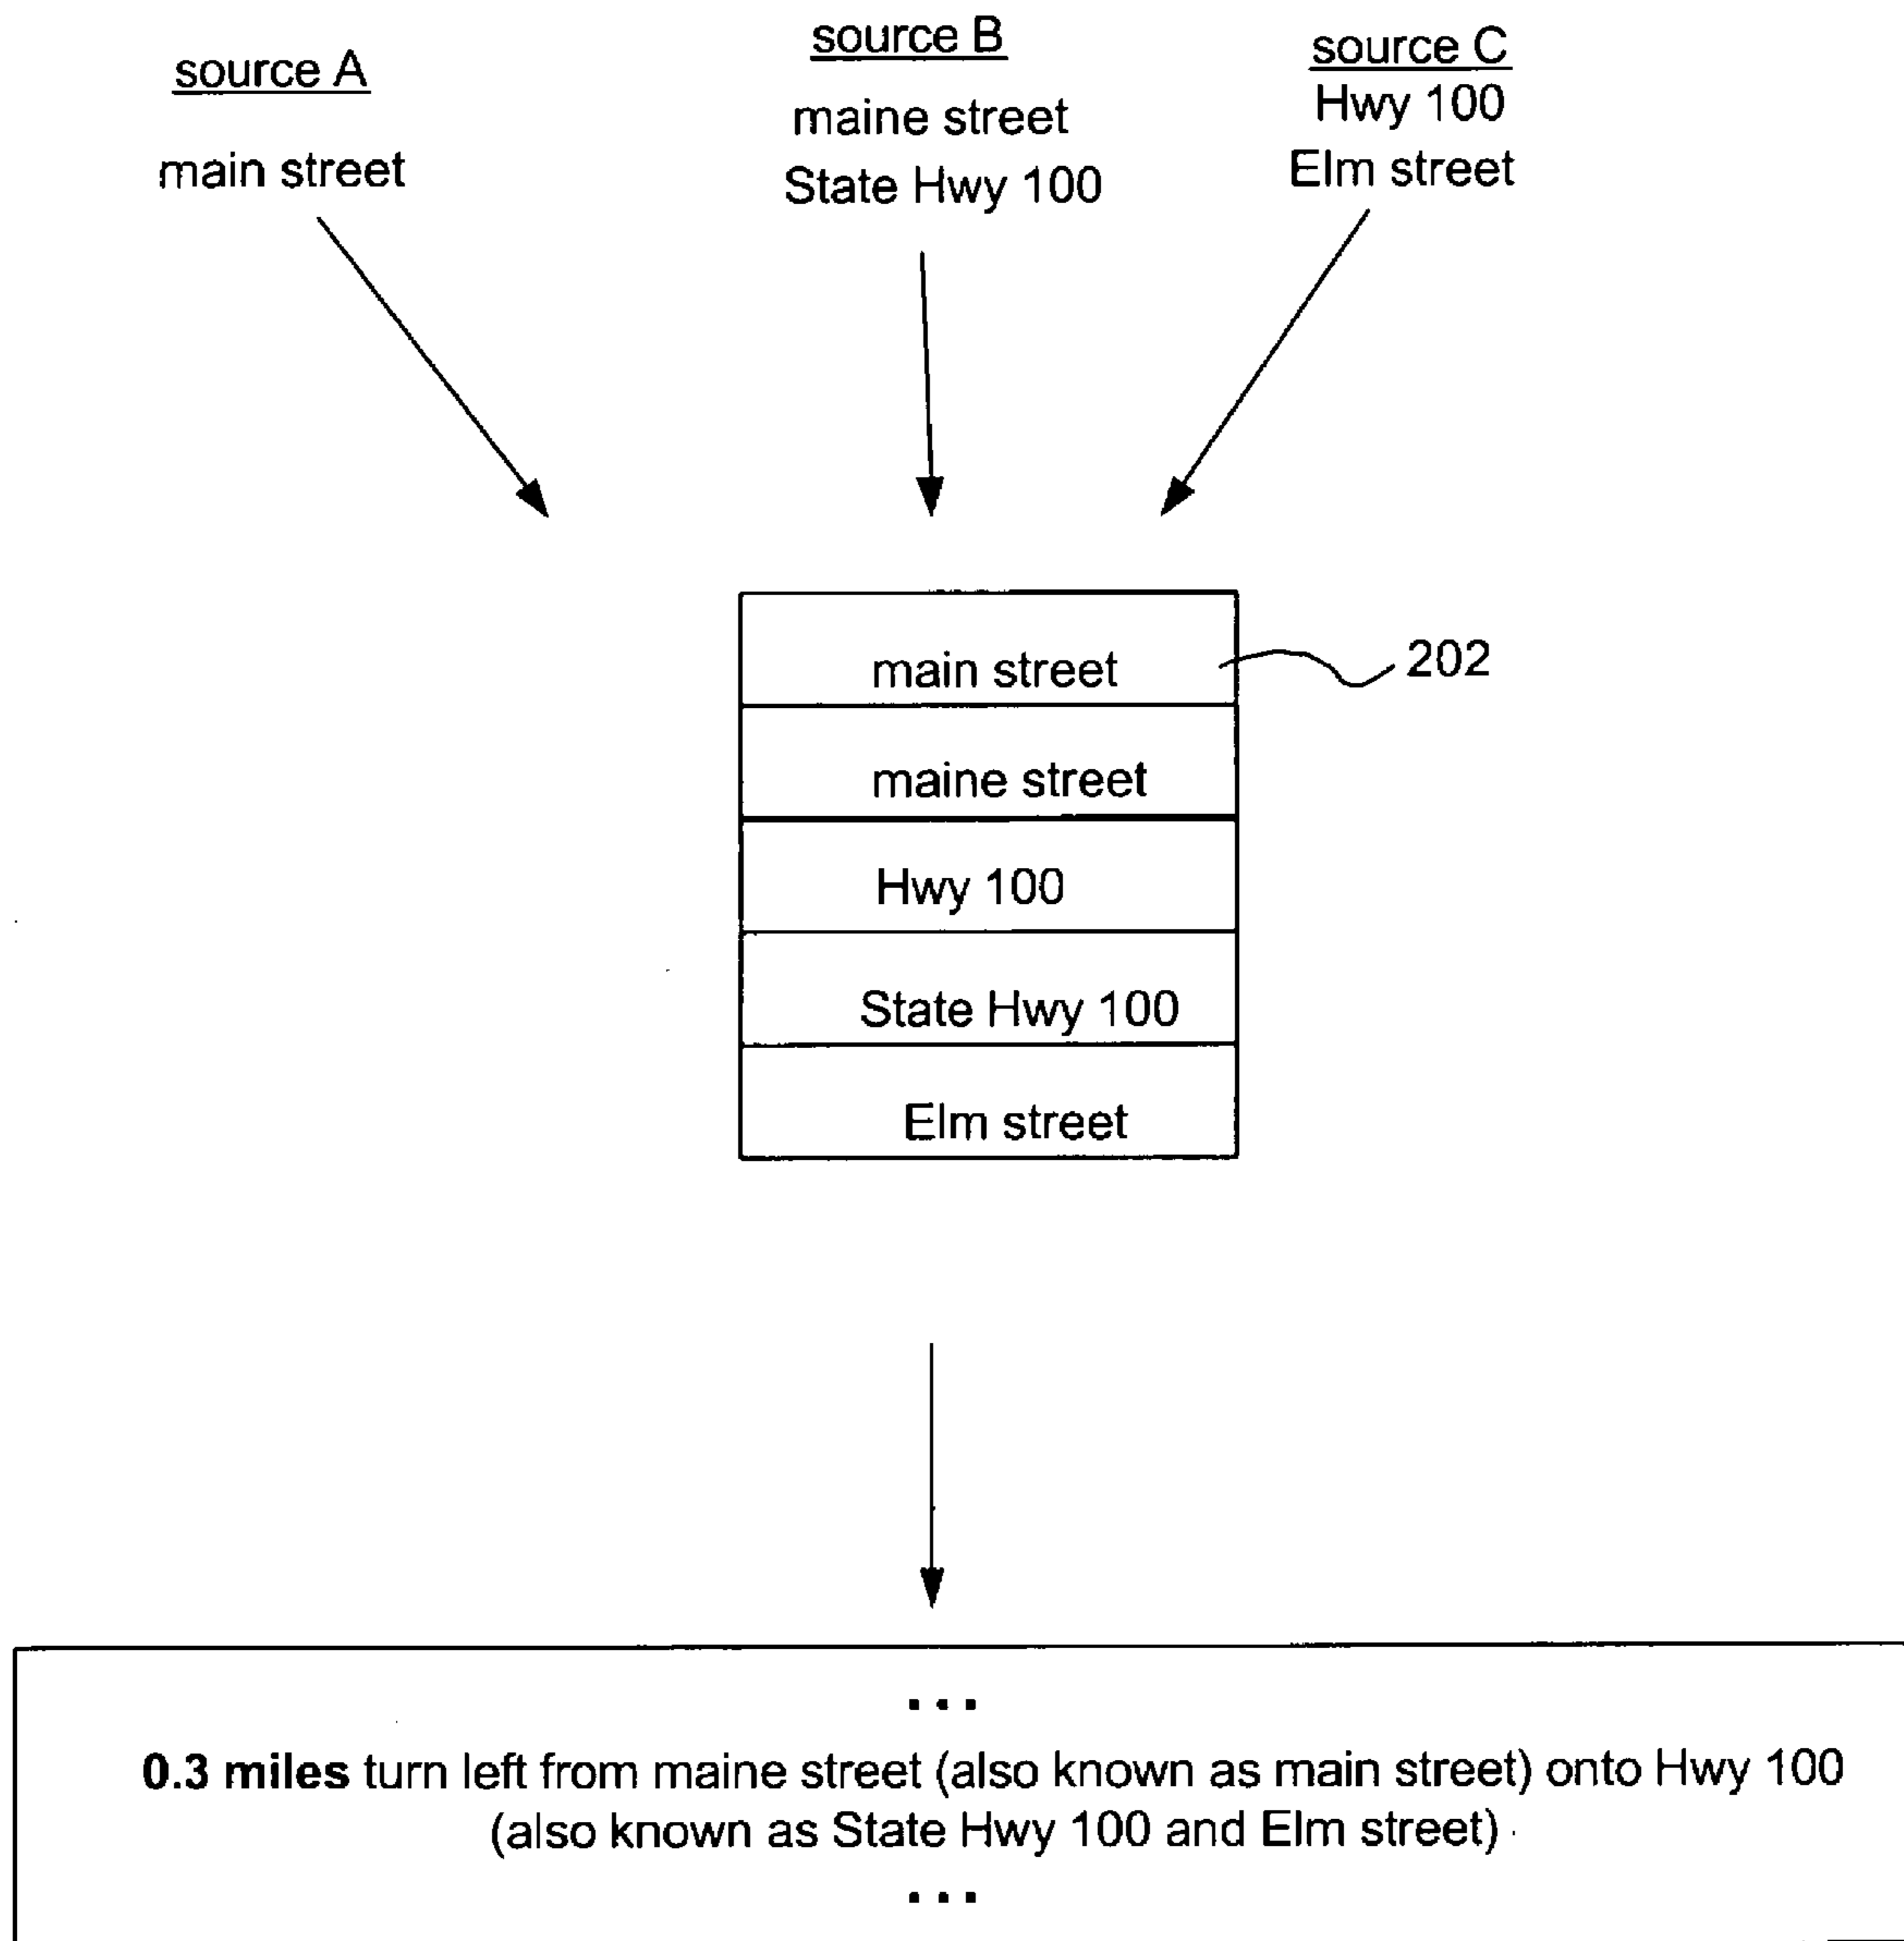 source A
main street
source B
maine street
State Hwy 100
source C
Hwy 100
Elm street
main street
202
maine street
Hwy 100
State Hwy 100
Elm street
...
0.3 miles turn left from maine street (also known as main street) onto Hwy 100
(also known as State Hwy 100 and Elm street)
...